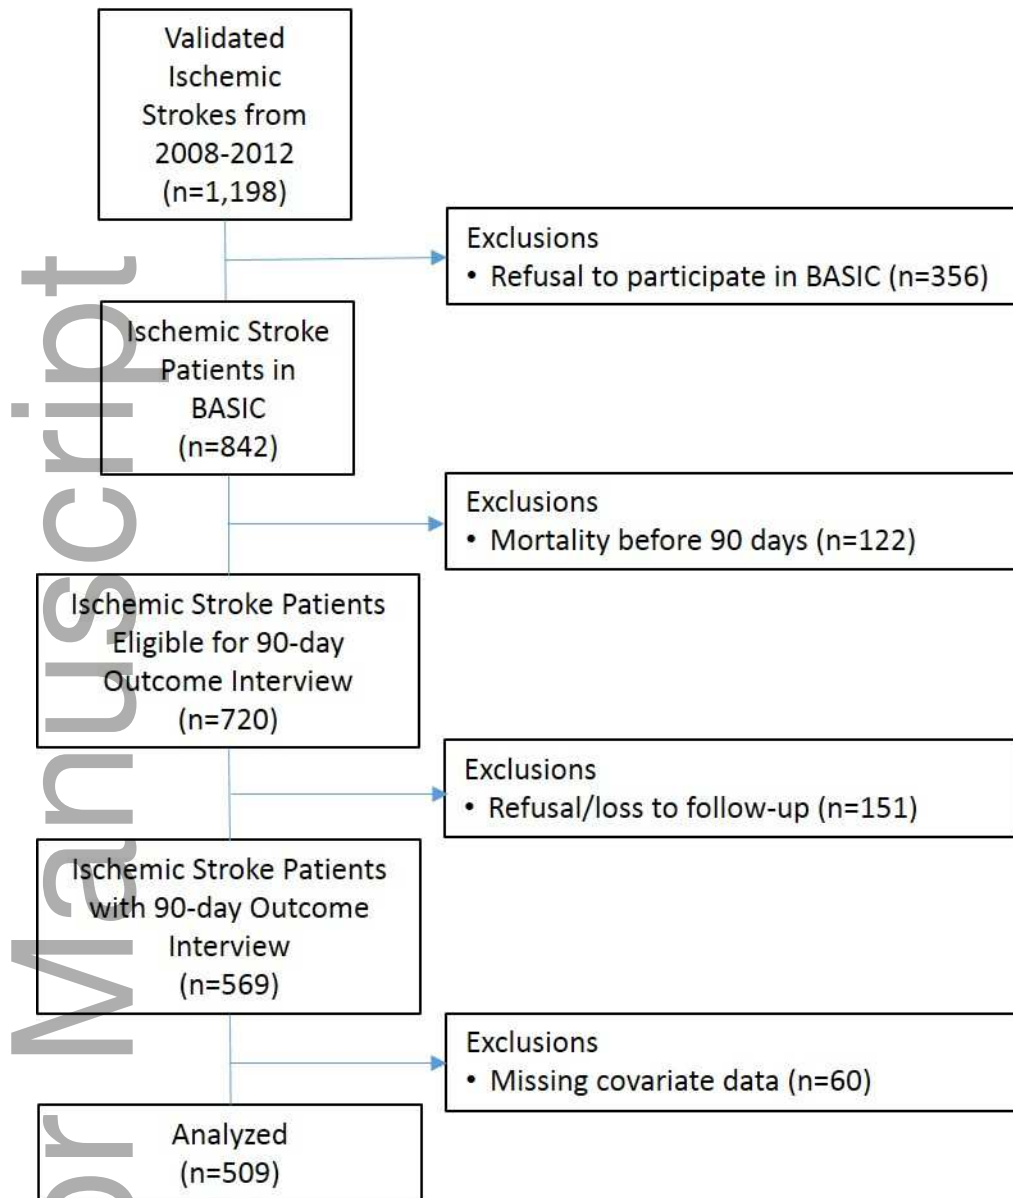 Validated
Ischemic
Strokes from
2008-2012
(n=1,198)
Exclusions
• Refusal to participate in BASIC (n=356)
Ischemic Stroke
Patients in
BASIC
(n=842)
Exclusions
• Mortality before 90 days (n=122)
Ischemic Stroke Patients
Eligible for 90-day
Outcome Interview
(n=720)
Exclusions
• Refusal/loss to follow-up (n=151)
Ischemic Stroke Patients
with 90-day Outcome
Interview
(n=569)
Exclusions
• Missing covariate data (n=60)
Analyzed
(n=509)
or Manuscript